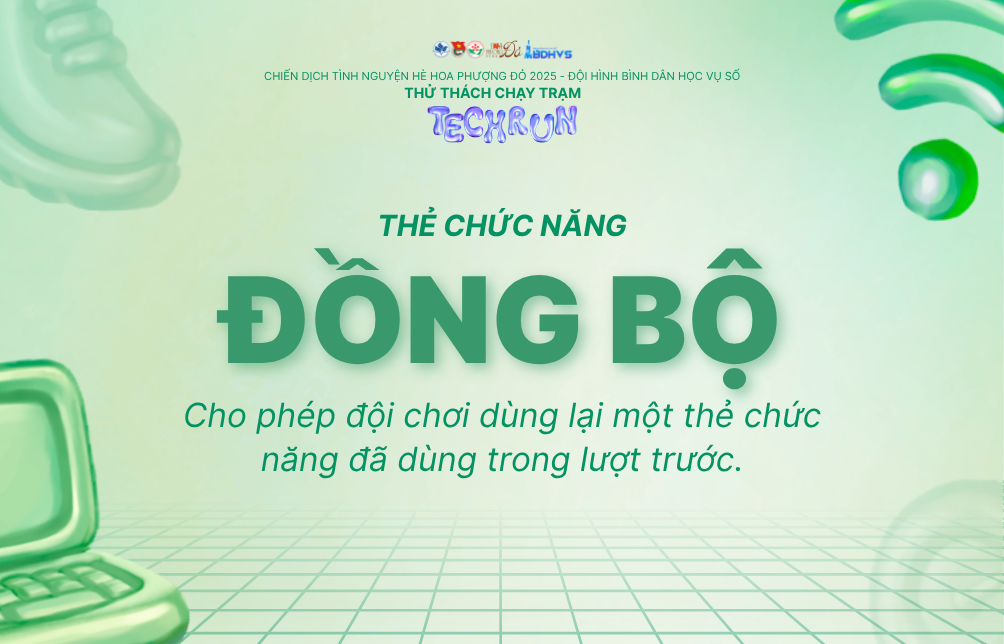 BDHVS
CHIẾN DỊCH TÌNH NGUYỆN HÈ HOA PHƯỢNG ĐỎ 2025 - ĐỘI HÌNH BÌNH DÂN HỌC VỤ SỐ
THỬ THÁCH CHẠY TRẠM
TECHRUN
THẺ CHỨC NĂNG
ĐỒNG BỘ
Cho phép đội chơi dùng lại một thẻ chức
năng đã dùng trong lượt trước.